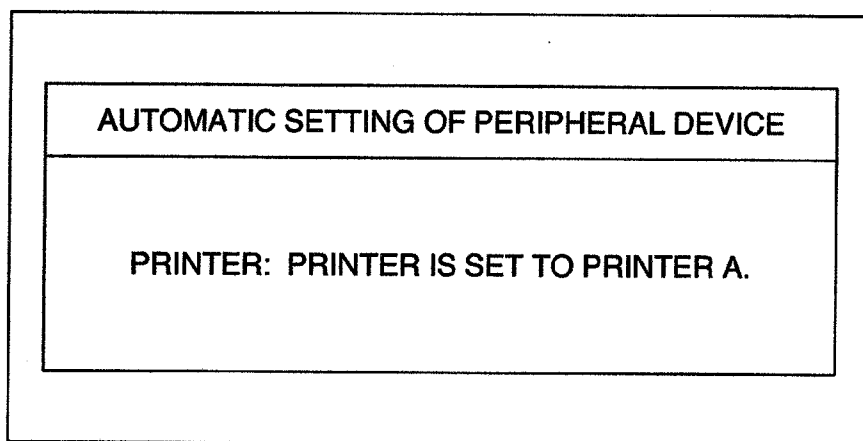 AUTOMATIC SETTING OF PERIPHERAL DEVICE
PRINTER: PRINTER IS SET TO PRINTER A.